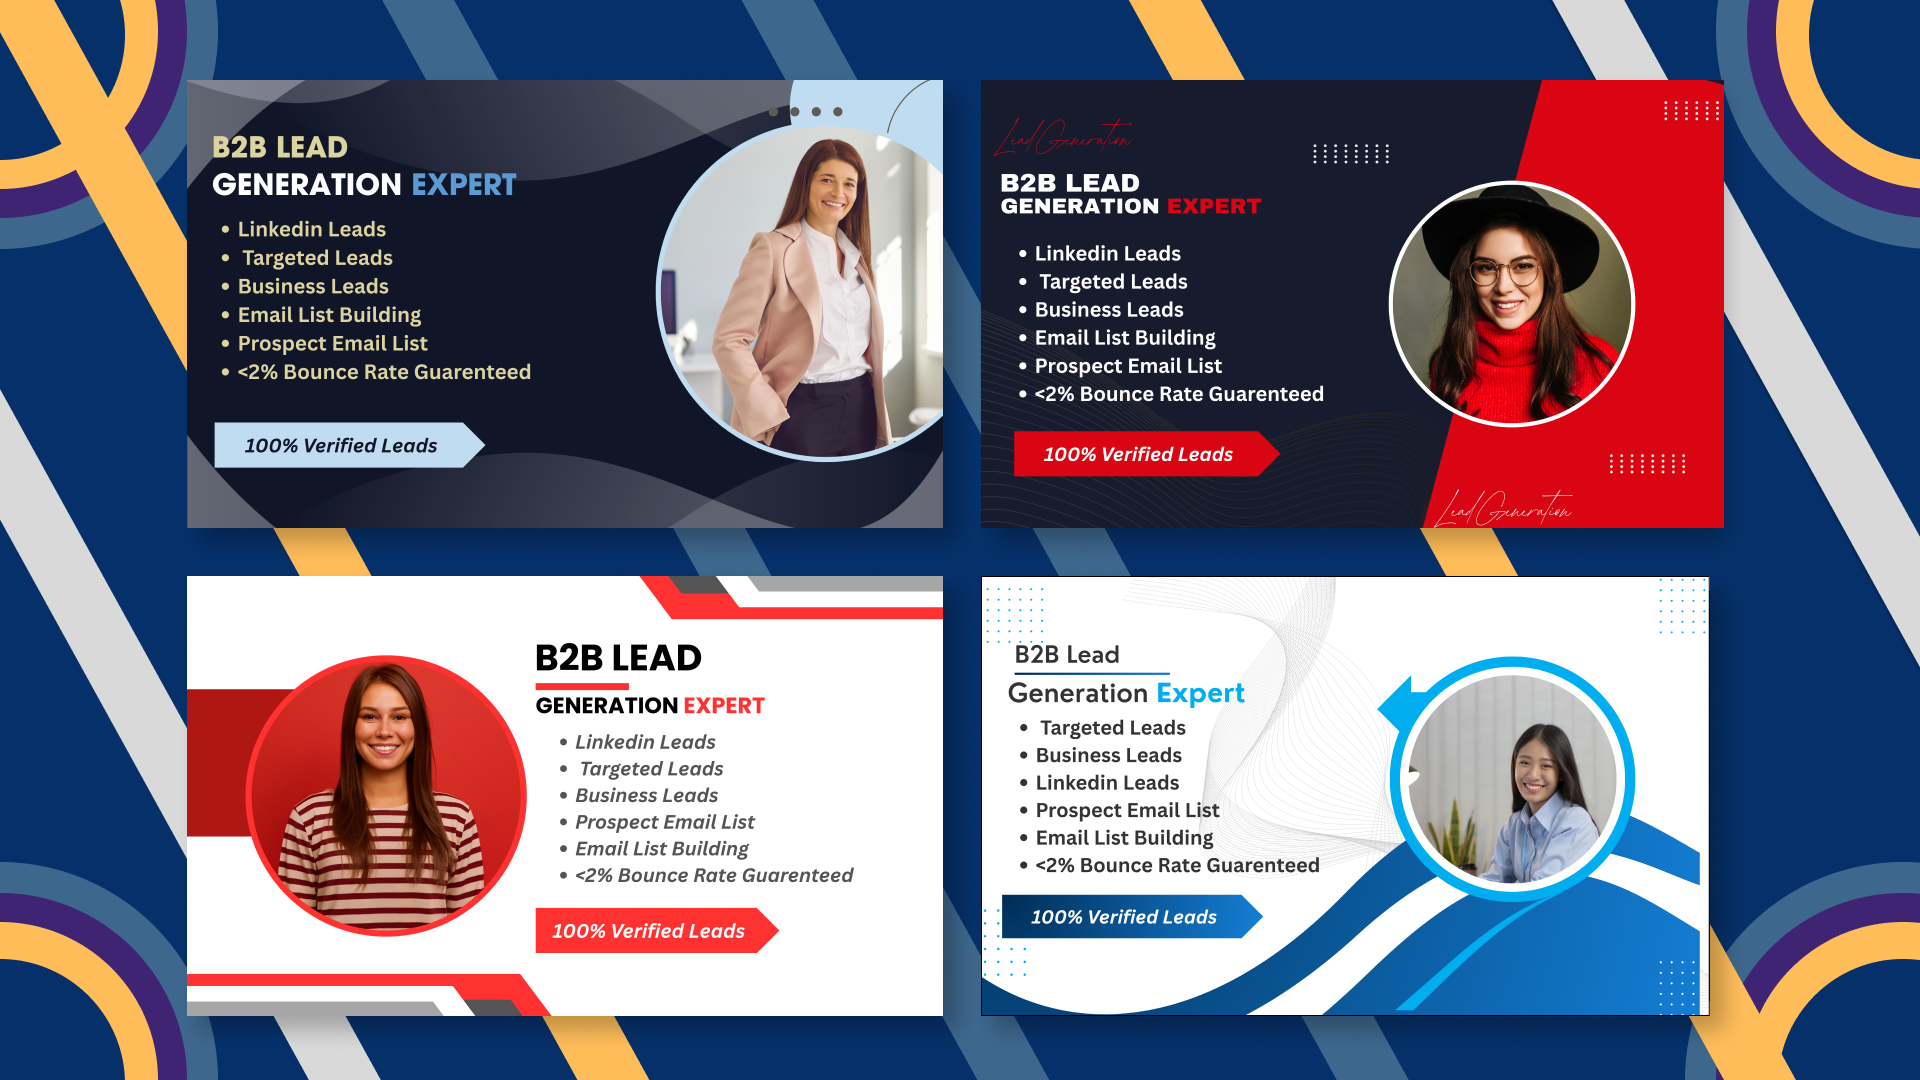 B2B LEAD
GENERATION EXPERT
• Linkedin Leads
• Targeted Leads
• Business Leads
• Email List Building
• Prospect Email List
• <2% Bounce Rate Guarenteed
100% Verified Leads
Lead Generation
B2B LEAD
GENERATION EXPERT
• Linkedin Leads
• Targeted Leads
• Business Leads
• Email List Building
• Prospect Email List
• <2% Bounce Rate Guarenteed
100% Verified Leads
Lead Generation
B2B LEAD
GENERATION EXPERT
• Linkedin Leads
• Targeted Leads
• Business Leads
• Prospect Email List
• Email List Building
• <2% Bounce Rate Guarenteed
100% Verified Leads
B2B Lead
Generation Expert
• Targeted Leads
• Business Leads
• Linkedin Leads
• Prospect Email List
• Email List Building
• <2% Bounce Rate Guarenteed
100% Verified Leads